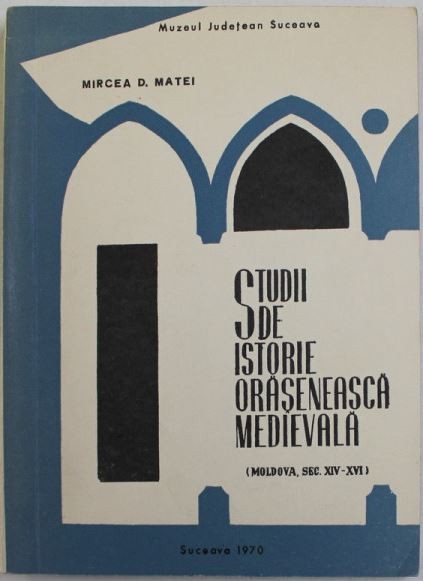 Muzeul Județean Suceava
MIRCEA D. MATEI
STUDII
DE
ISTORIE
ORĂȘENEASCĂ
MEDIEVALĂ
(MOLDOVA, SEC. XIV-XVI)
Suceava 1970